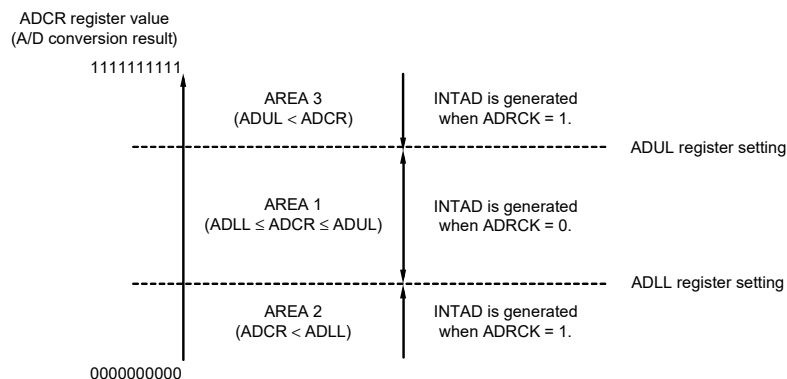 ADCR register value
(A/D conversion result)
1111111111
AREA 3
(ADUL < ADCR)
INTAD is generated
when ADRCK = 1.
ADUL register setting
AREA 1
(ADLL ≤ ADCR ≤ ADUL)
INTAD is generated
when ADRCK = 0.
ADLL register setting
AREA 2
(ADCR < ADLL)
INTAD is generated
when ADRCK = 1.
0000000000